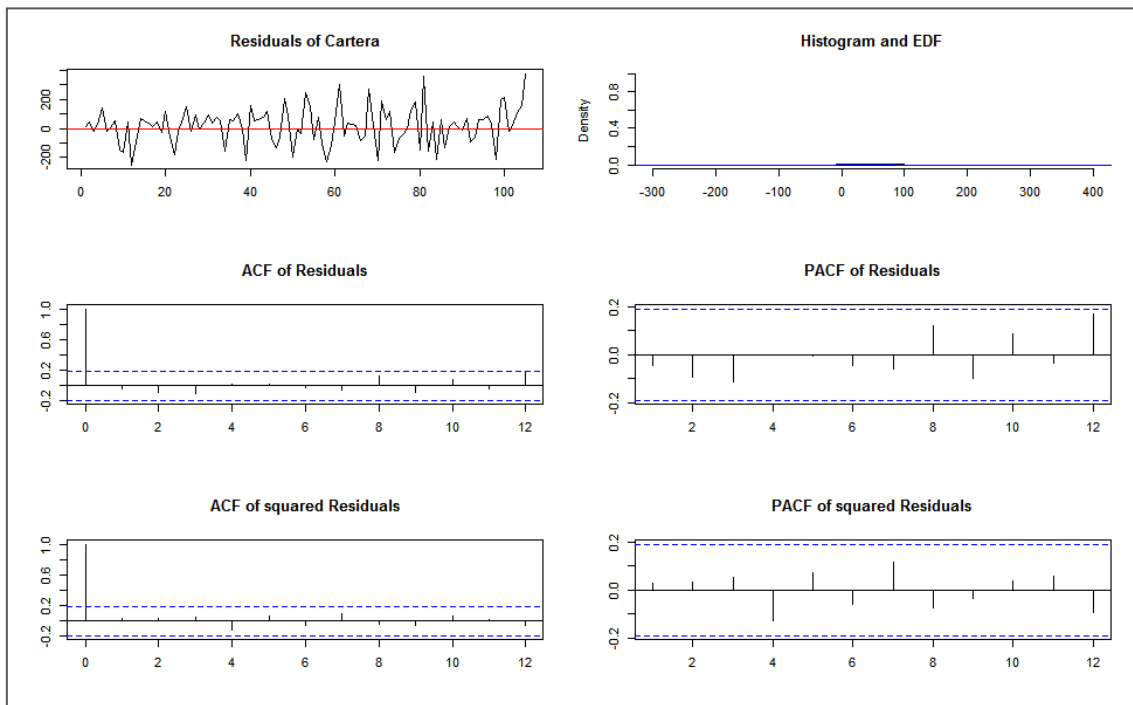 Residuals of Cartera
200
0
-200
0 20 40 60 80 100
Histogram and EDF
Density
0.8
0.4
0.0
-300 -100 0 100 200 300 400
ACF of Residuals
1.0
0.6
0.2
-0.2
0 2 4 6 8 10 12
PACF of Residuals
0.2
0.0
-0.2
2 4 6 8 10 12
ACF of squared Residuals
1.0
0.6
0.2
-0.2
0 2 4 6 8 10 12
PACF of squared Residuals
0.2
0.0
-0.2
2 4 6 8 10 12